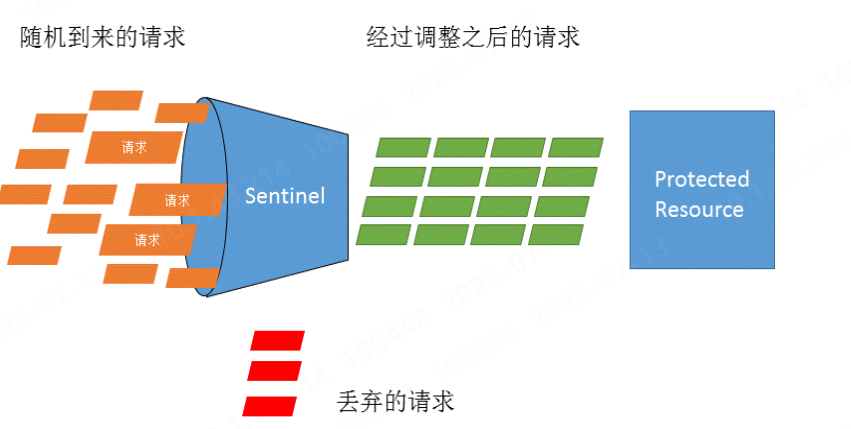 随机到来的请求
经过调整之后的请求
请求
请求
请求
Sentinel
Protected
Resource
丢弃的请求